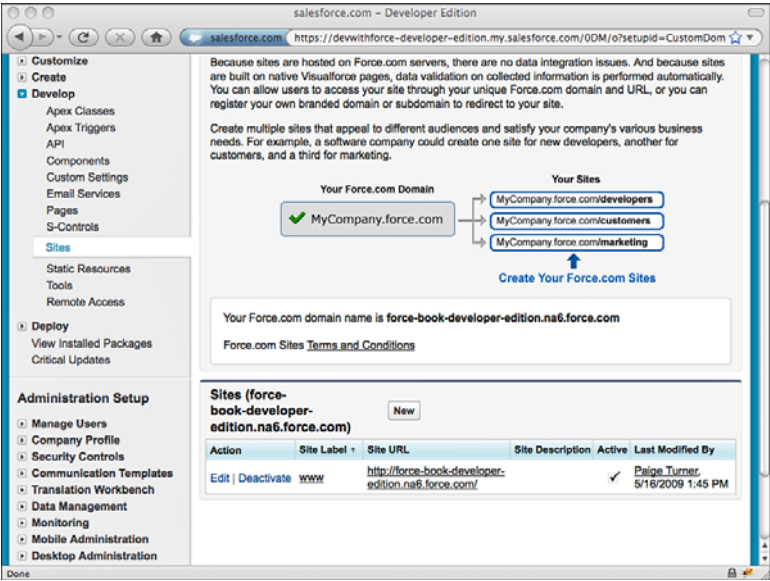 salesforce.com – Developer Edition
salesforce.com
https://devwithforce-developer-edition.my.salesforce.com/0DM/o?setupid=CustomDom
Customize
Create
Develop
Apex Classes
Apex Triggers
API
Components
Custom Settings
Email Services
Pages
S-Controls
Sites
Static Resources
Tools
Remote Access
Deploy
View Installed Packages
Critical Updates
Administration Setup
Manage Users
Company Profile
Security Controls
Communication Templates
Translation Workbench
Data Management
Monitoring
Mobile Administration
Desktop Administration
Because sites are hosted on Force.com servers, there are no data integration issues. And because sites
are built on native Visualforce pages, data validation on collected information is performed automatically.
You can allow users to access your site through your unique Force.com domain and URL, or you can
register your own branded domain or subdomain to redirect to your site.
Create multiple sites that appeal to different audiences and satisfy your company's various business
needs. For example, a software company could create one site for new developers, another for
customers, and a third for marketing.
Your Force.com Domain
MyCompany.force.com
Your Sites
MyCompany.force.com/developers
MyCompany.force.com/customers
MyCompany.force.com/marketing
Create Your Force.com Sites
Your Force.com domain name is force-book-developer-edition.na6.force.com
Force.com Sites Terms and Conditions
Sites (force-
book-developer-
edition.na6.force.com)
New
Action Site Label Site URL Site Description Active Last Modified By
Edit | Deactivate www http://force-book-developer-
edition.na6.force.com/
Paige Turner,
5/16/2009 1:45 PM
Done